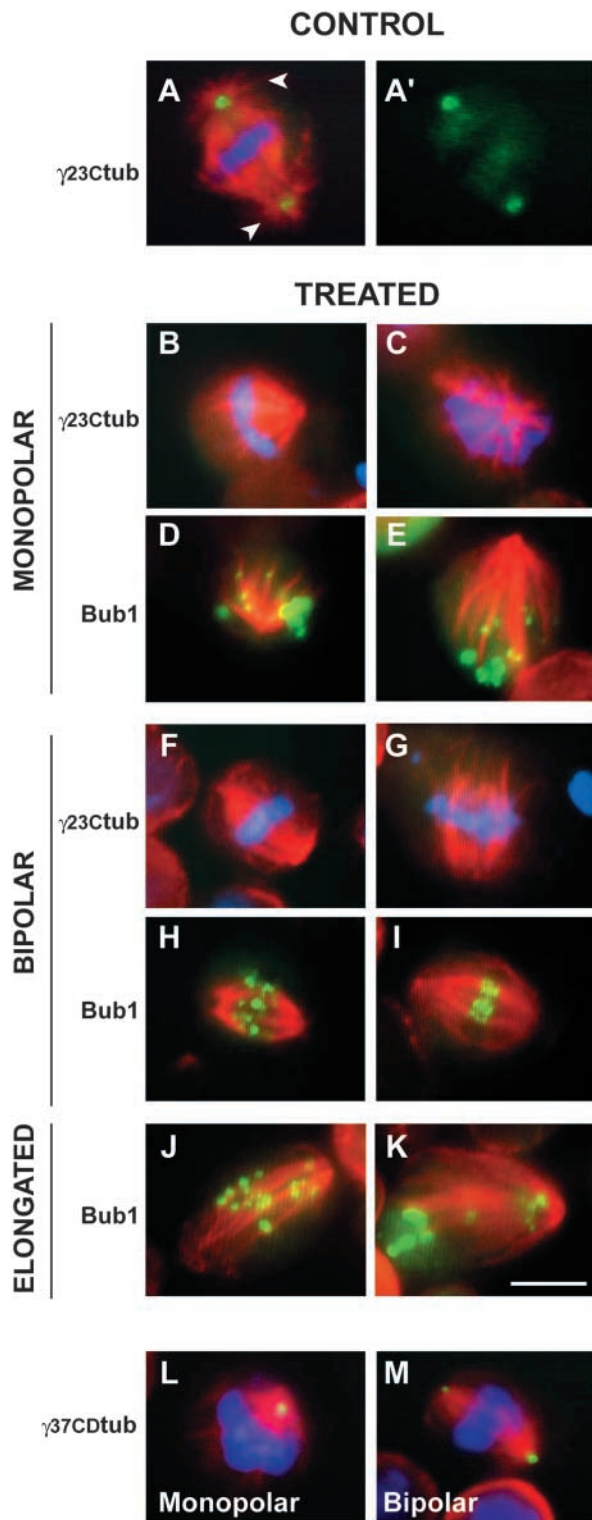 CONTROL
A
A'
γ23Ctub
TREATED
MONOPOLAR
B
C
γ23Ctub
D
E
Bub1
BIPOLAR
F
G
γ23Ctub
H
I
Bub1
ELONGATED
J
K
Bub1
L
M
γ37CDtub
Monopolar
Bipolar